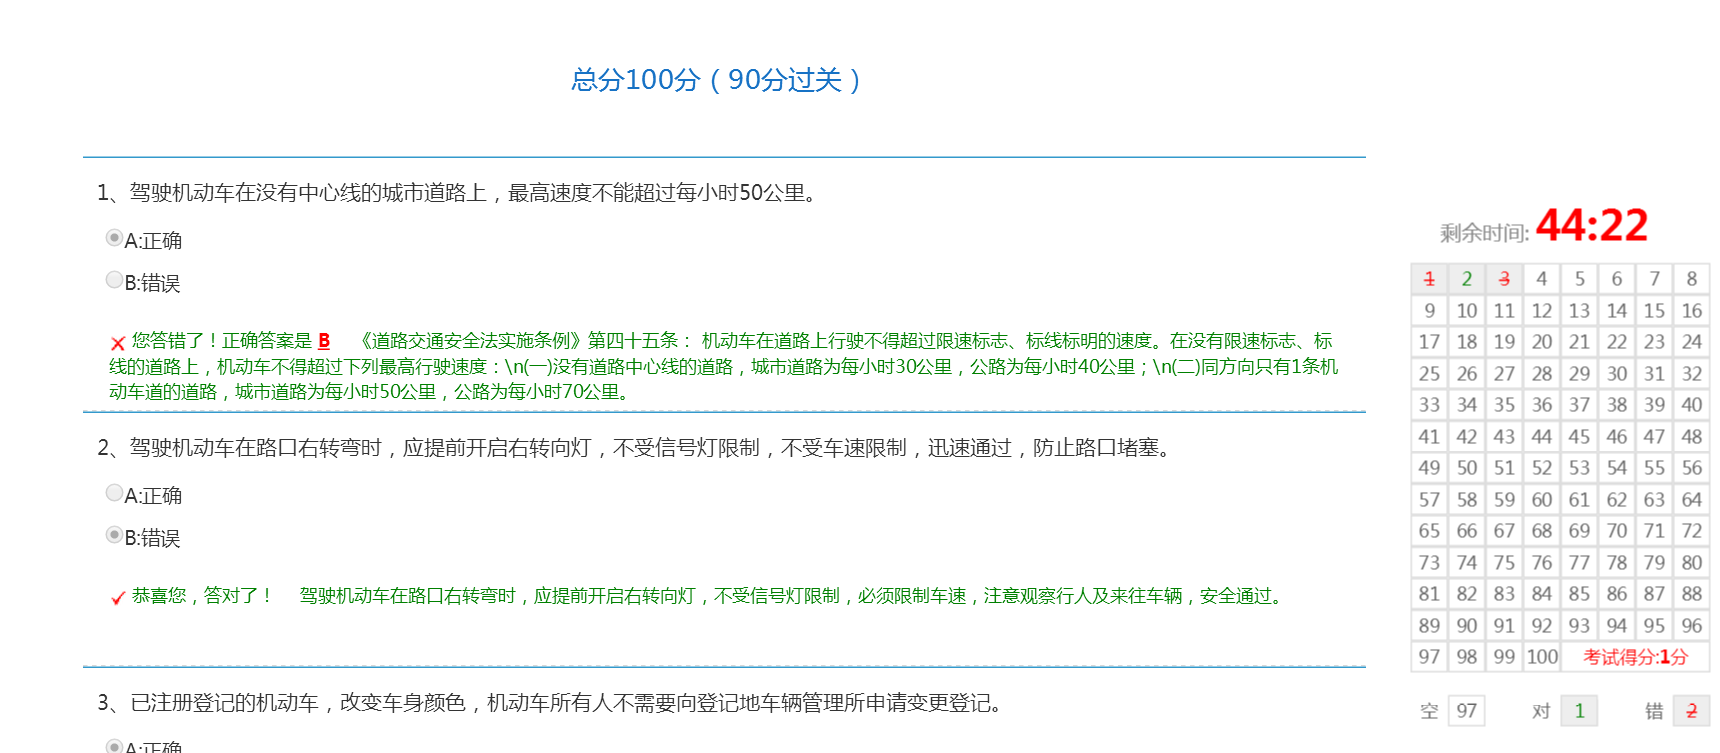 总分100分（90分过关）
1、驾驶机动车在没有中心线的城市道路上，最高速度不能超过每小时50公里。
A:正确
B:错误
您答错了！正确答案是 B 《道路交通安全法实施条例》第四十五条： 机动车在道路上行驶不得超过限速标志、标线标明的速度。在没有限速标志、标
线的道路上，机动车不得超过下列最高行驶速度：\n(一)没有道路中心线的道路，城市道路为每小时30公里，公路为每小时40公里；\n(二)同方向只有1条机
动车道的道路，城市道路为每小时50公里，公路为每小时70公里。
2、驾驶机动车在路口右转弯时，应提前开启右转向灯，不受信号灯限制，不受车速限制，迅速通过，防止路口堵塞。
A:正确
B:错误
恭喜您，答对了！ 驾驶机动车在路口右转弯时，应提前开启右转向灯，不受信号灯限制，必须限制车速，注意观察行人及来往车辆，安全通过。
3、已注册登记的机动车，改变车身颜色，机动车所有人不需要向登记地车辆管理所申请变更登记。
A:正确
剩余时间: 44:22
1 2 3 4 5 6 7 8
9 10 11 12 13 14 15 16
17 18 19 20 21 22 23 24
25 26 27 28 29 30 31 32
33 34 35 36 37 38 39 40
41 42 43 44 45 46 47 48
49 50 51 52 53 54 55 56
57 58 59 60 61 62 63 64
65 66 67 68 69 70 71 72
73 74 75 76 77 78 79 80
81 82 83 84 85 86 87 88
89 90 91 92 93 94 95 96
97 98 99 100 考试得分:1分
空 97 对 1 错 2